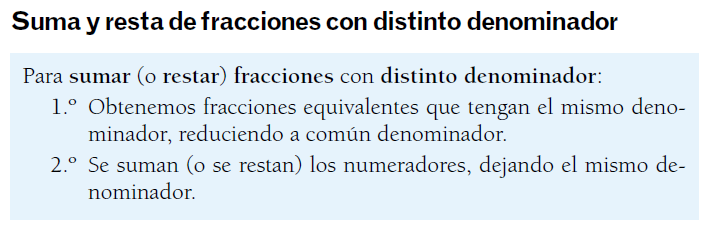 Suma y resta de fracciones con distinto denominador
Para sumar (o restar) fracciones con distinto denominador:
1.º Obtenemos fracciones equivalentes que tengan el mismo deno-
minador, reduciendo a común denominador.
2.º Se suman (o se restan) los numeradores, dejando el mismo de-
nominador.